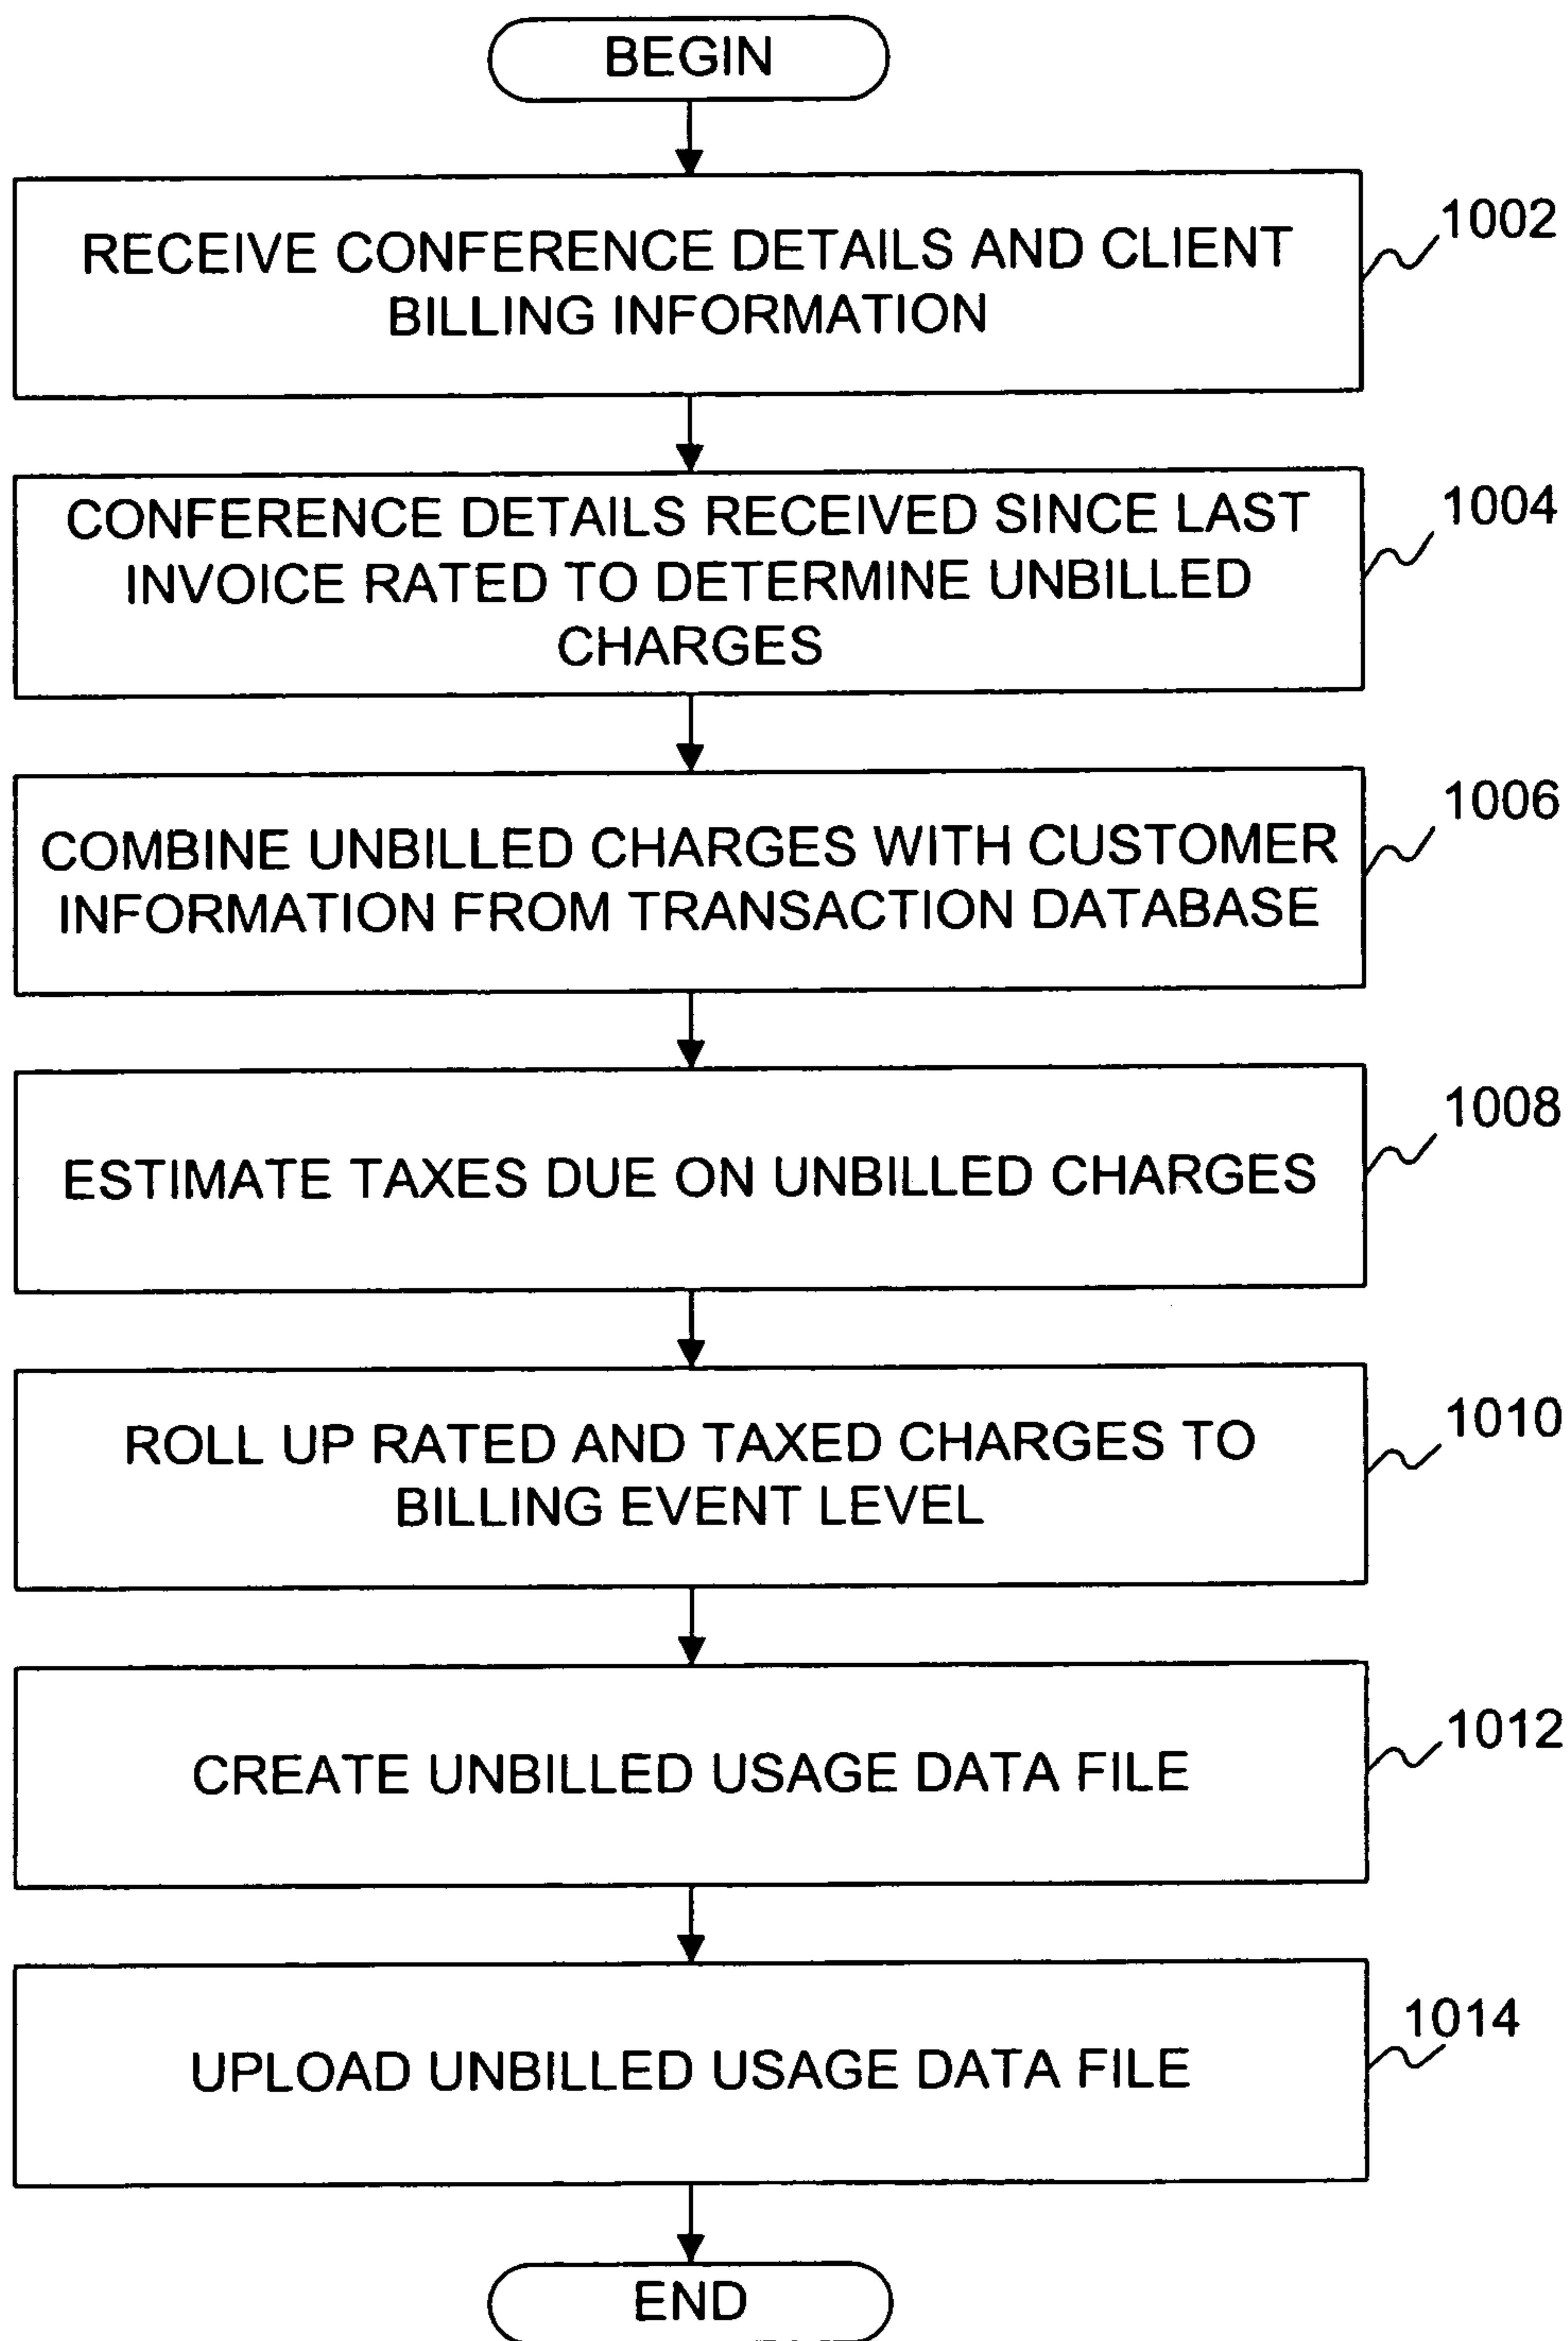 BEGIN
RECEIVE CONFERENCE DETAILS AND CLIENT
BILLING INFORMATION
1002
CONFERENCE DETAILS RECEIVED SINCE LAST
INVOICE RATED TO DETERMINE UNBILLED
CHARGES
1004
COMBINE UNBILLED CHARGES WITH CUSTOMER
INFORMATION FROM TRANSACTION DATABASE
1006
ESTIMATE TAXES DUE ON UNBILLED CHARGES
1008
ROLL UP RATED AND TAXED CHARGES TO
BILLING EVENT LEVEL
1010
CREATE UNBILLED USAGE DATA FILE
1012
UPLOAD UNBILLED USAGE DATA FILE
1014
END